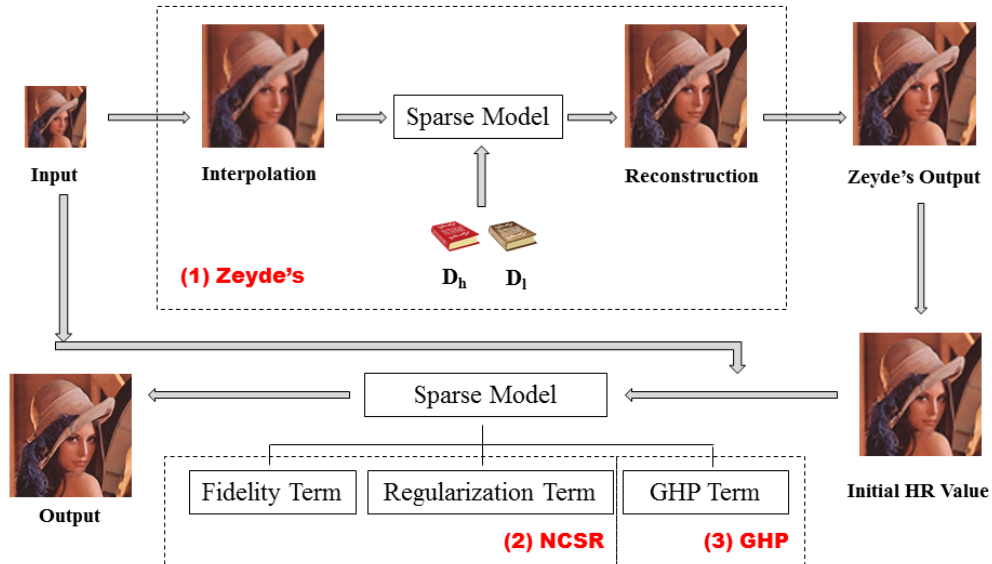 Sparse Model
Input
Interpolation
Reconstruction
Zeyde's Output
(1) Zeyde's
Dh
Dl
Sparse Model
Fidelity Term
Regularization Term
GHP Term
Output
Initial HR Value
(2) NCSR
(3) GHP